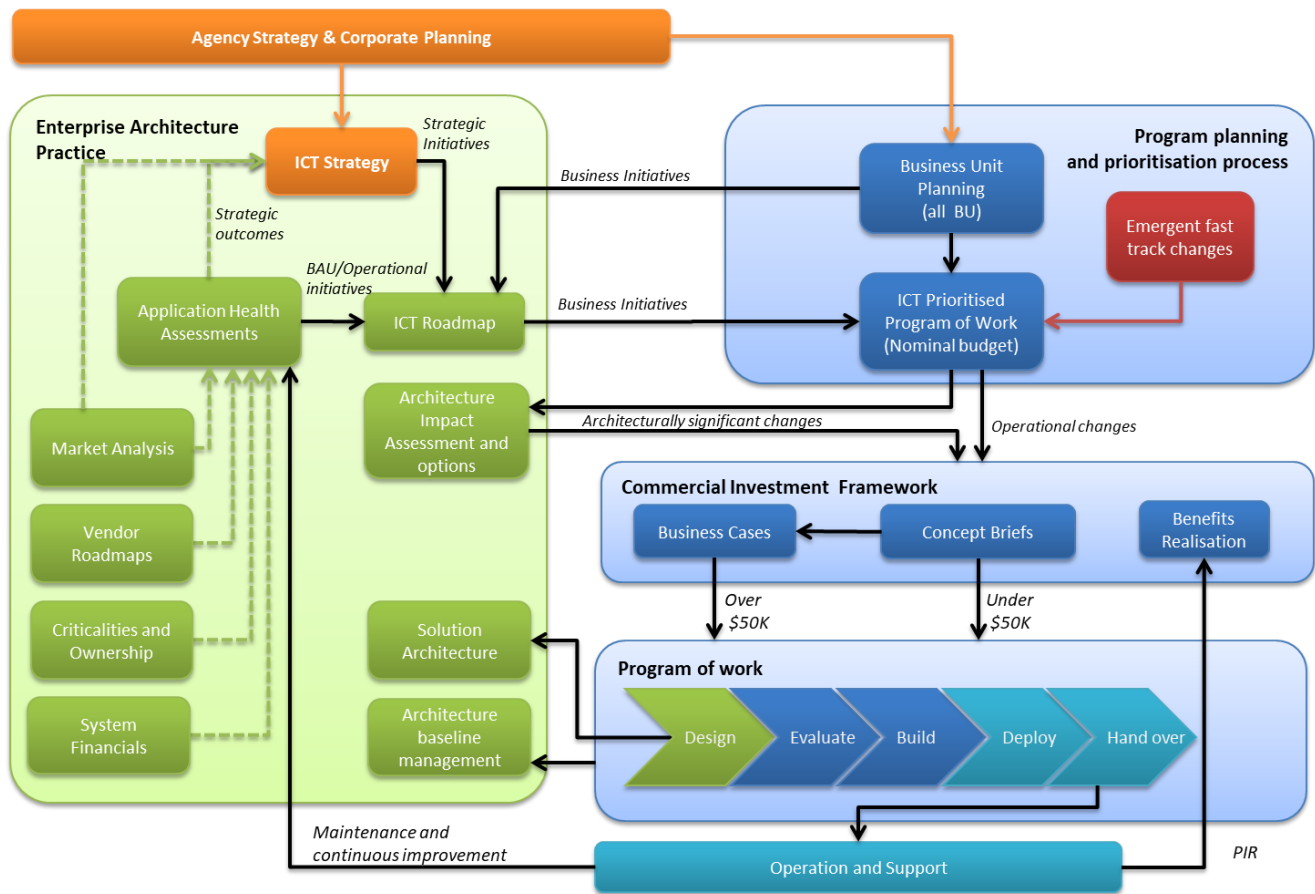 Agency Strategy & Corporate Planning
Enterprise Architecture
Practice
ICT Strategy
Strategic
Initiatives
Strategic
outcomes
BAU/Operational
initiatives
Application Health
Assessments
ICT Roadmap
Market Analysis
Vendor
Roadmaps
Criticalities and
Ownership
System
Financials
Architecture
Impact
Assessment and
options
Solution
Architecture
Architecture
baseline
management
Business Initiatives
Business Initiatives
Program planning
and prioritisation process
Business Unit
Planning
(all BU)
Emergent fast
track changes
ICT Prioritised
Program of Work
(Nominal budget)
Architecturally significant changes
Operational changes
Commercial Investment Framework
Business Cases
Concept Briefs
Benefits
Realisation
Over
$50K
Under
$50K
Program of work
Design
Evaluate
Build
Deploy
Hand over
Maintenance and
continuous improvement
Operation and Support
PIR